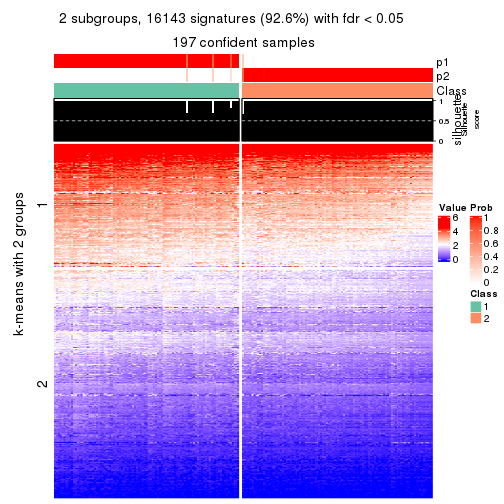 2 subgroups, 16143 signatures (92.6%) with fdr < 0.05
197 confident samples
p1
p2
Class
1
0.5
0
silhouette
Silhouette
score
k-means with 2 groups
1
2
Value
6
4
2
0
Prob
1
0.8
0.6
0.4
0.2
0
Class
1
2